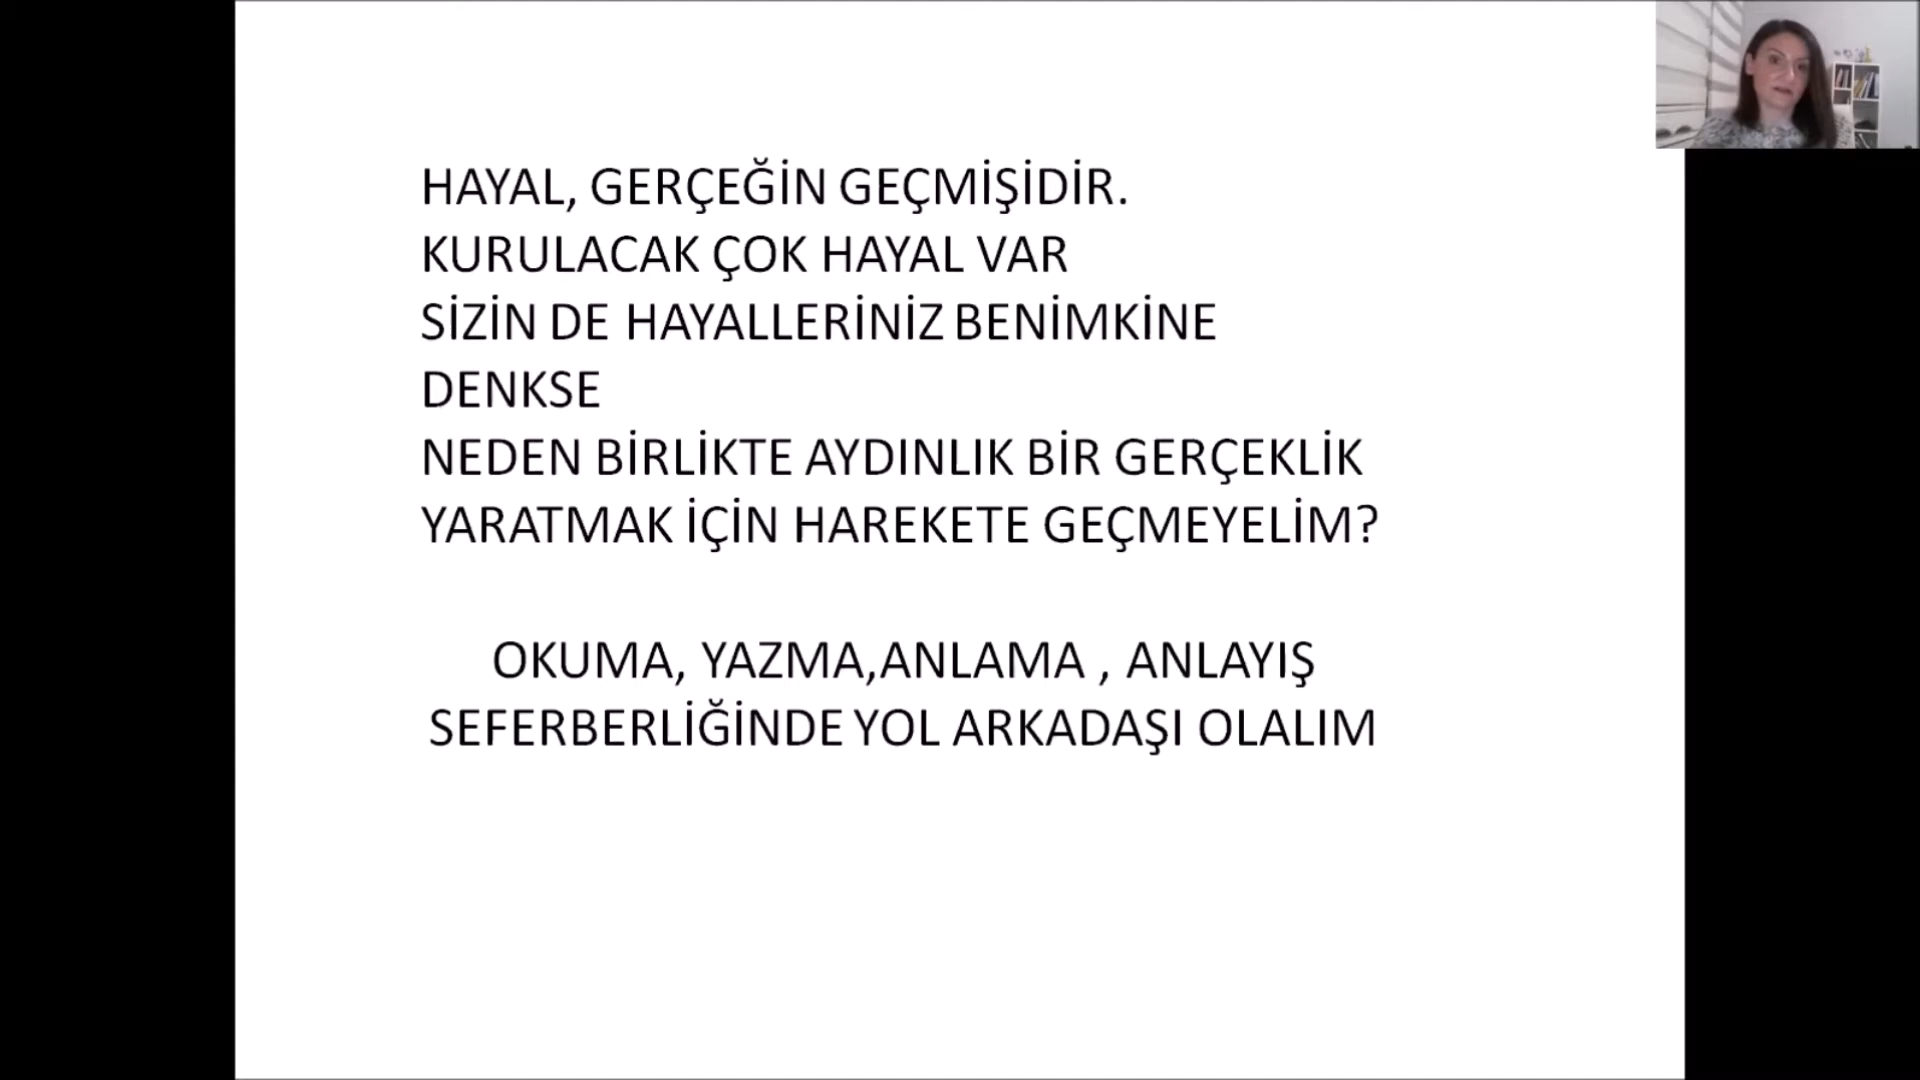 HAYAL, GERÇEĞİN GEÇMİŞİDİR.
KURULACAK ÇOK HAYAL VAR
SİZİN DE HAYALLERİNİZ BENİMKİNE
DENKSE
NEDEN BİRLİKTE AYDINLIK BİR GERÇEKLİK
YARATMAK İÇİN HAREKETE GEÇMEYELİM?
OKUMA, YAZMA,ANLAMA , ANLAYIŞ
SEFERBERLİĞİNDE YOL ARKADAŞI OLALIM